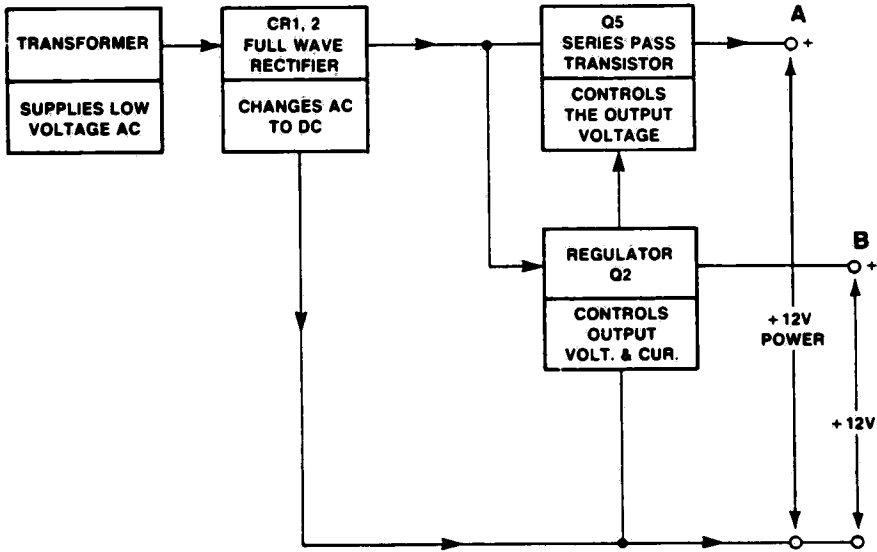 TRANSFORMER
SUPPLIES LOW
VOLTAGE AC
CR1, 2
FULL WAVE
RECTIFIER
CHANGES AC
TO DC
Q5
SERIES PASS
TRANSISTOR
CONTROLS
THE OUTPUT
VOLTAGE
A
+
REGULATOR
Q2
CONTROLS
OUTPUT
VOLT. & CUR.
B
+
+12V
POWER
+12V